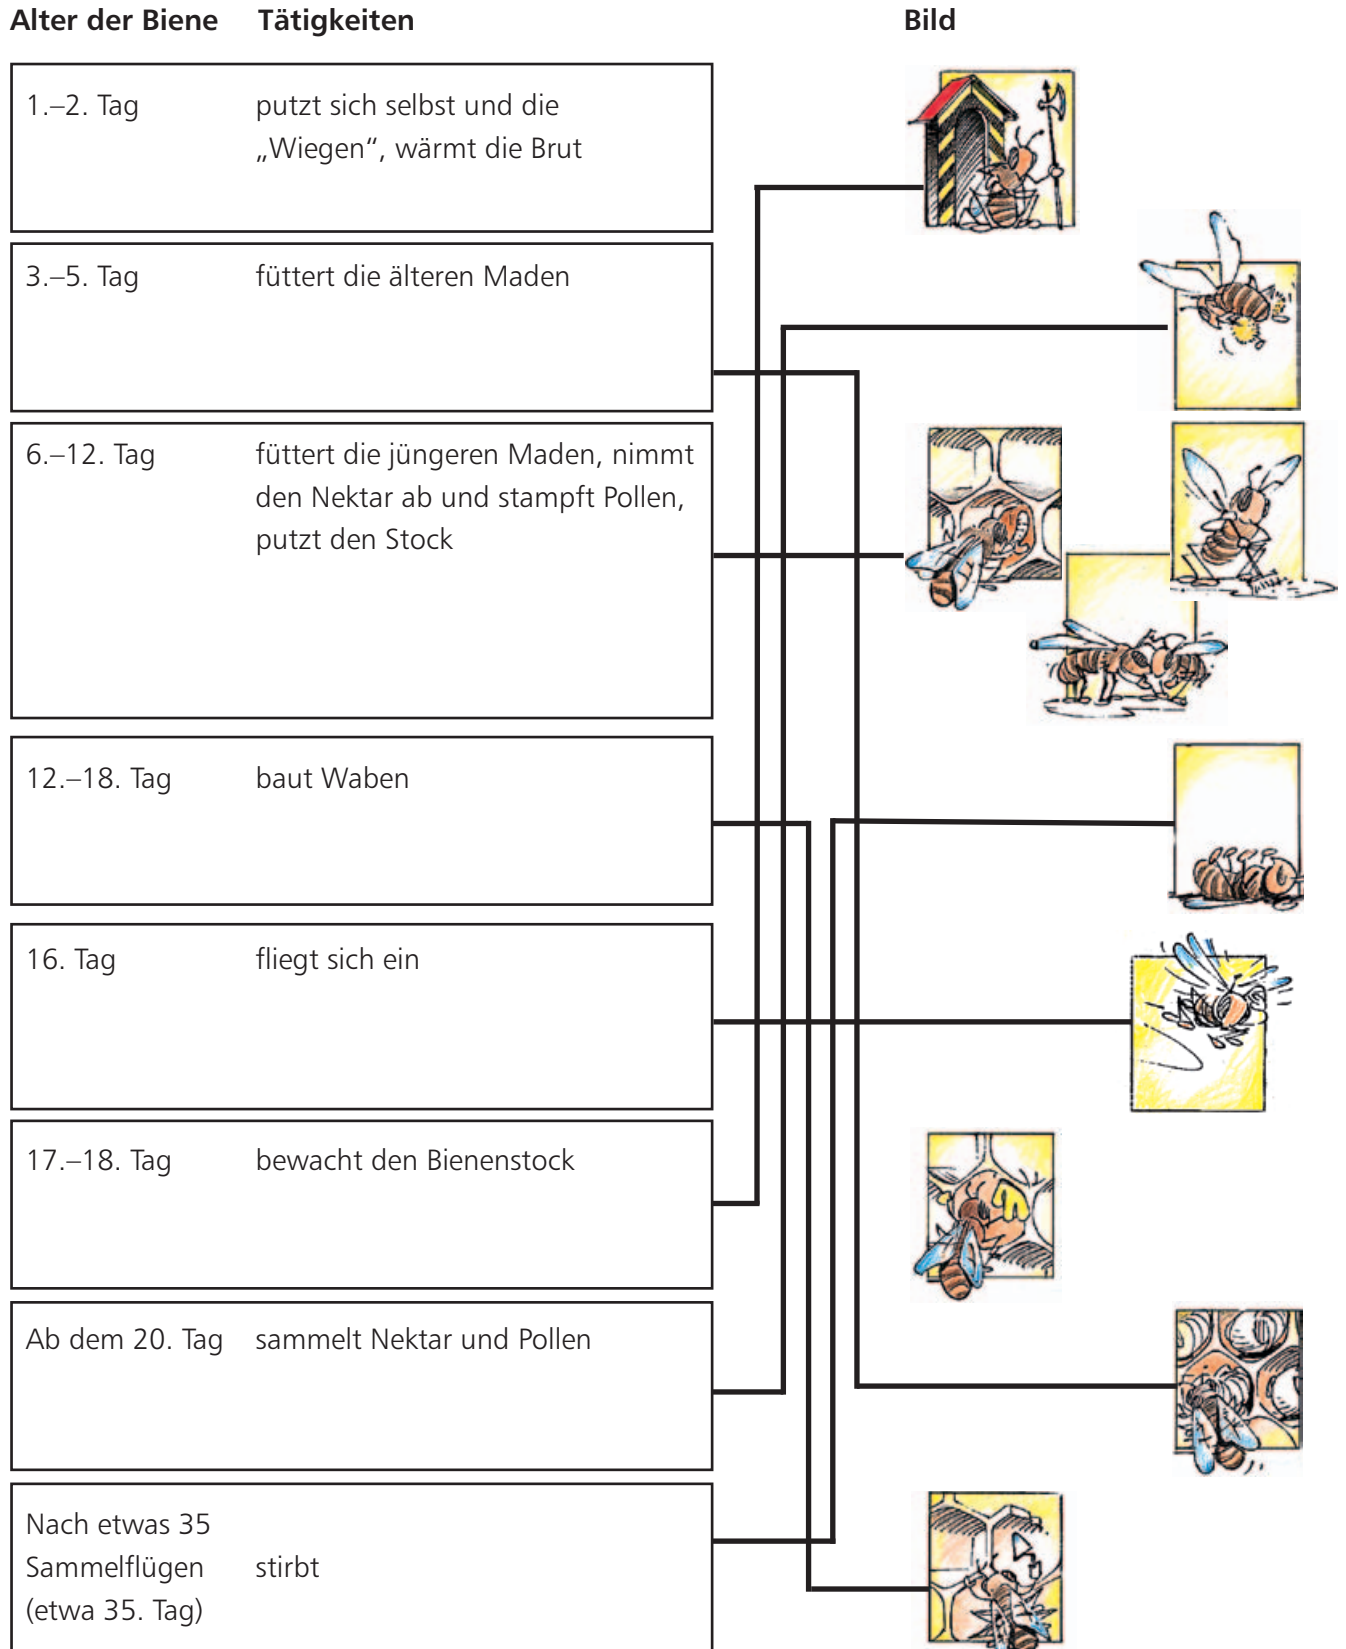 Alter der Biene Tätigkeiten Bild
1.–2. Tag putzt sich selbst und die
„Wiegen“, wärmt die Brut
3.–5. Tag füttert die älteren Maden
6.–12. Tag füttert die jüngeren Maden, nimmt
den Nektar ab und stampft Pollen,
putzt den Stock
12.–18. Tag baut Waben
16. Tag fliegt sich ein
17.–18. Tag bewacht den Bienenstock
Ab dem 20. Tag sammelt Nektar und Pollen
Nach etwas 35
Sammelflügen stirbt
(etwa 35. Tag)